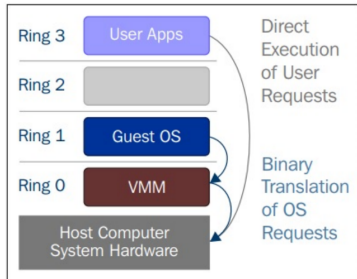 Ring 3
User Apps
Ring 2
Ring 1
Guest OS
Ring 0
VMM
Host Computer
System Hardware
Direct
Execution
of User
Requests
Binary
Translation
of OS
Requests